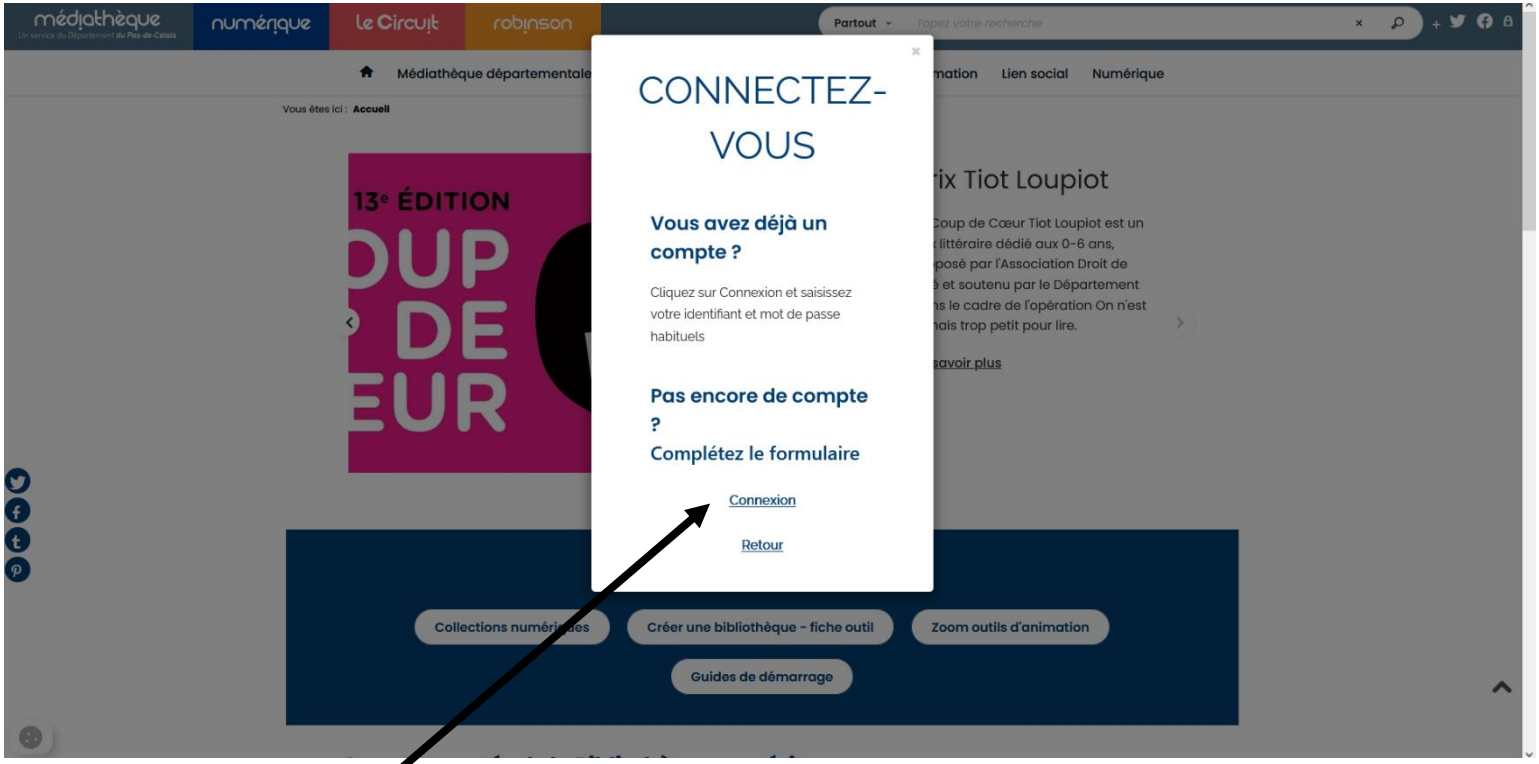 médiathèque
Un service du Département du Pas-de-Calais
numérique
le Circuit
robinson
Partout
Tapez votre recherche
Médiathèque départementale
mation
Lien social
Numérique
Vous êtes ici : Accueil
CONNECTEZ-
VOUS
Vous avez déjà un
compte ?
Cliquez sur Connexion et saisissez
votre identifiant et mot de passe
habituels
Pas encore de compte
?
Complétez le formulaire
Connexion
Retour
13e ÉDITION
OUP
DE
EUR
rix Tiot Loupiot
Coup de Cœur Tiot Loupiot est un
littéraire dédié aux 0-6 ans,
posé par l'Association Droit de
é et soutenu par le Département
ns le cadre de l'opération On n'est
mais trop petit pour lire.
savoir plus
Collections numériques
Créer une bibliothèque - fiche outil
Zoom outils d'animation
Guides de démarrage